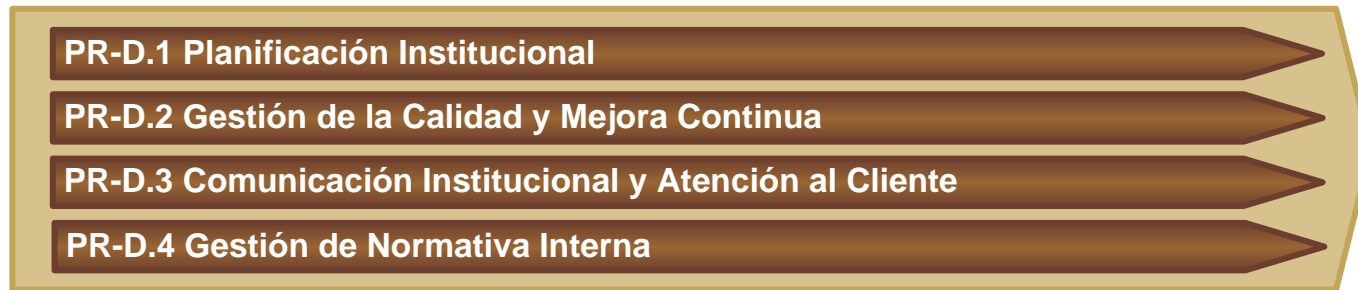 PR-D.1 Planificación Institucional
PR-D.2 Gestión de la Calidad y Mejora Continua
PR-D.3 Comunicación Institucional y Atención al Cliente
PR-D.4 Gestión de Normativa Interna